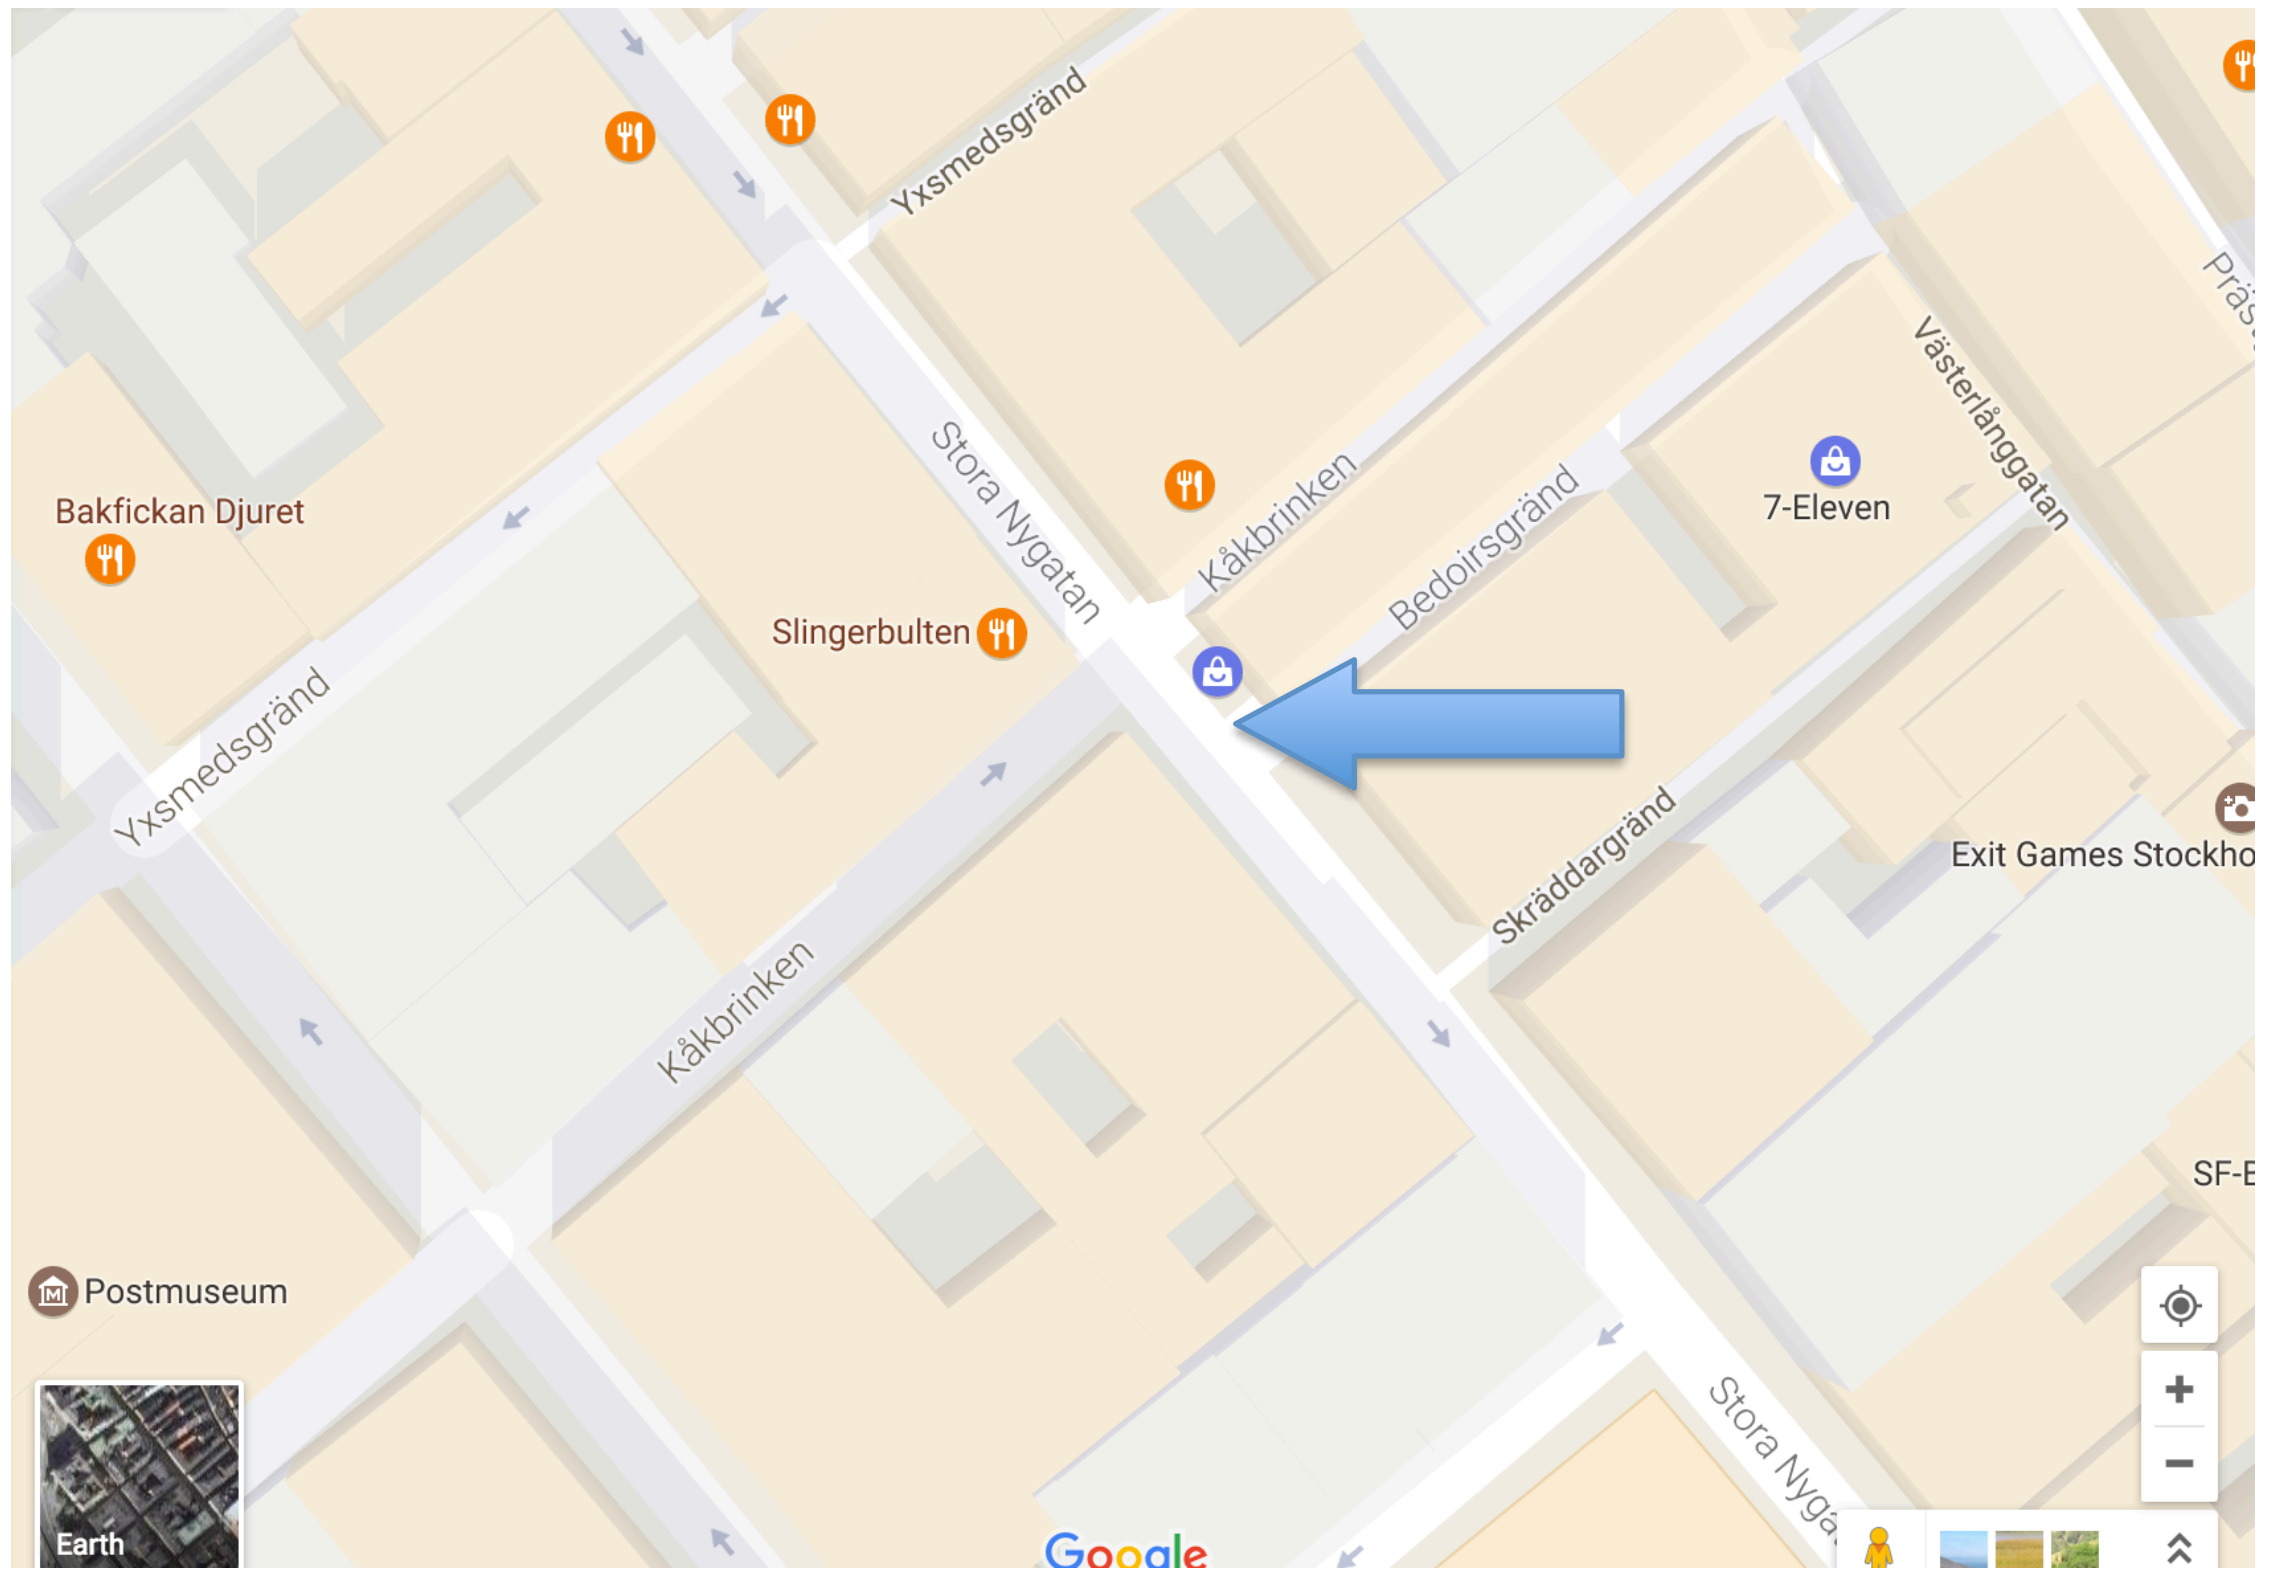 Yxsmedsgränd
Präs
Västerlånggatan
Stora Nygatan
Kåkbrinken
Bedoirsgränd
7-Eleven
Bakfickan Djuret
Slingerbulten
Yxsmedsgränd
Skräddargränd
Exit Games Stockho
Kåkbrinken
SF-B
Postmuseum
Stora Nyga
Earth
Google